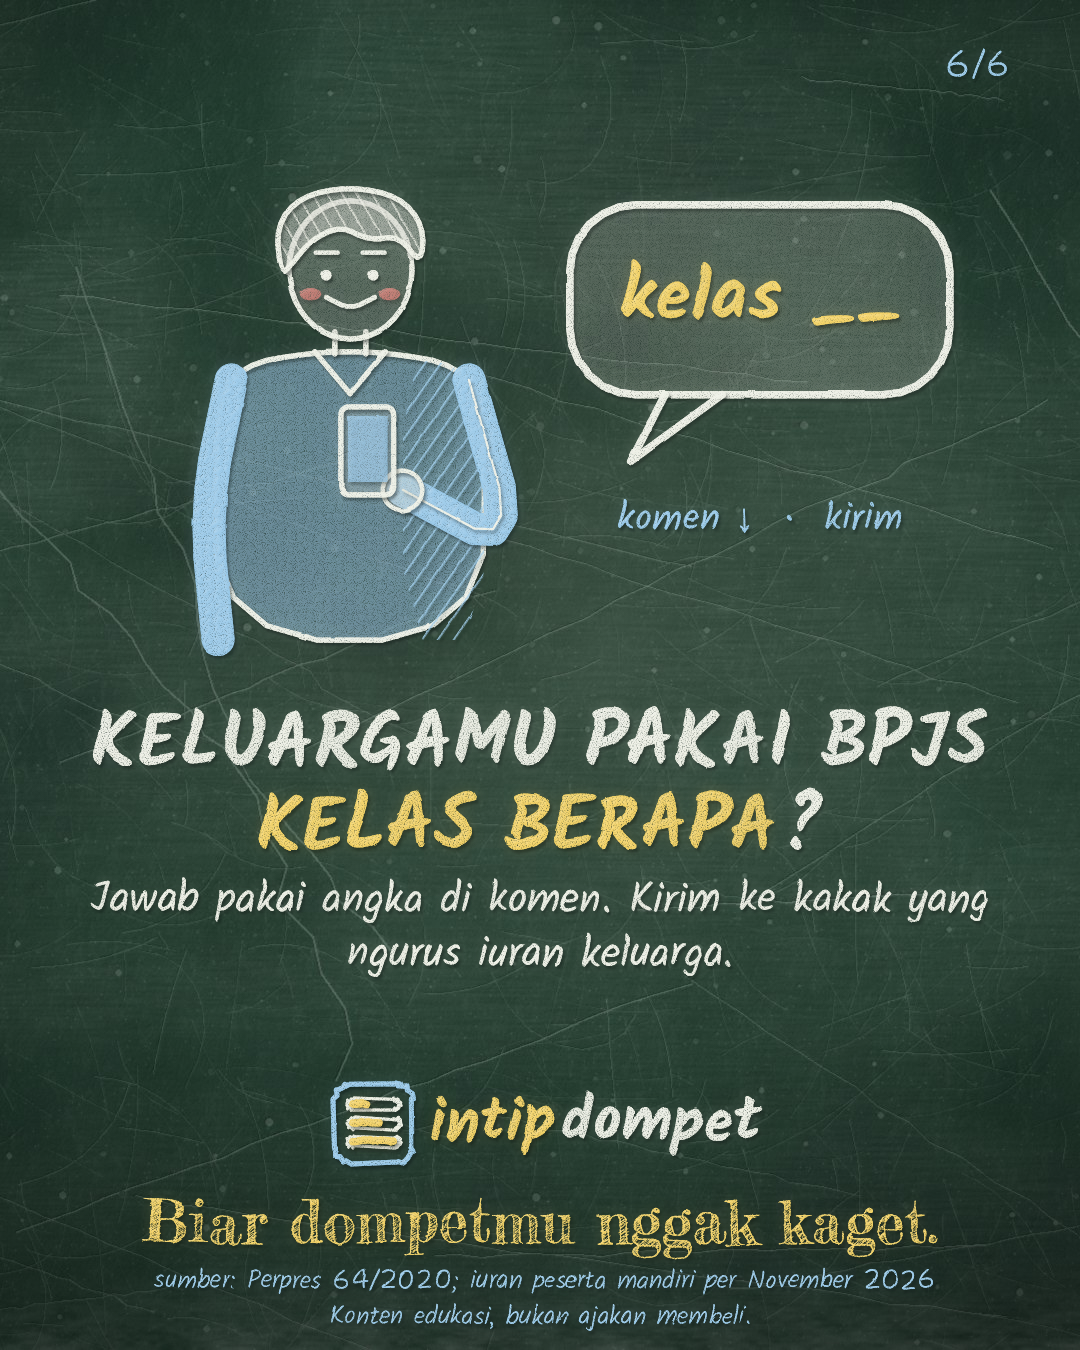 6/6
kelas __
komen ↓ · kirim
KELUARGAMU PAKAI BPJS
KELAS BERAPA?
Jawab pakai angka di komen. Kirim ke kakak yang
ngurus iuran keluarga.
intipdompet
Biar dompetmu nggak kaget.
sumber: Perpres 64/2020; iuran peserta mandiri per November 2026.
Konten edukasi, bukan ajakan membeli.